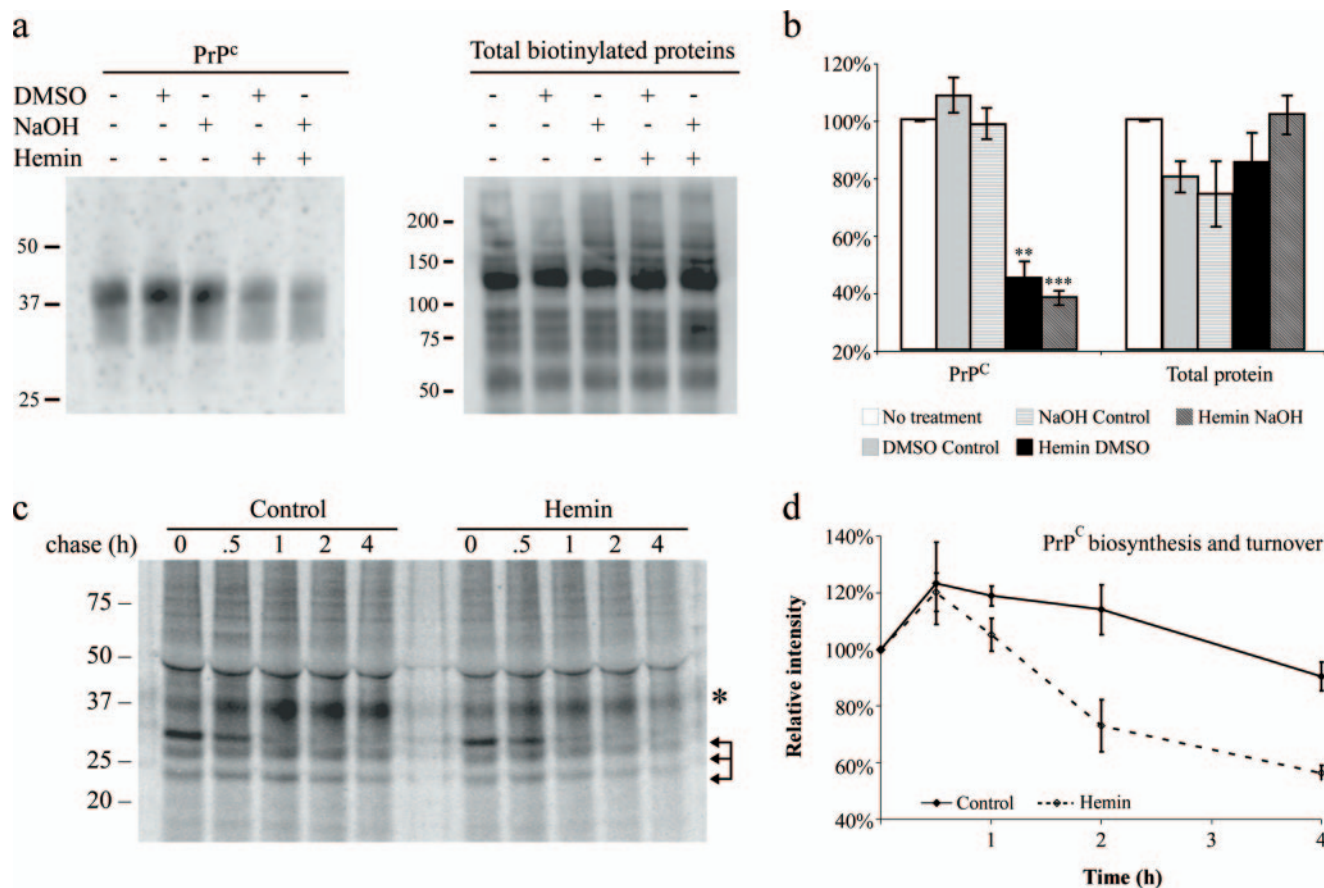 a
PrPc
Total biotinylated proteins
DMSO - + - + -
NaOH - - + - +
Hemin - - - + +
- + - + -
- - + - +
- - - + +
50
37
25
200
150
100
75
50
b
120%
100%
80%
60%
40%
20%
** ***
PrPC
Total protein
No treatment
NaOH Control
Hemin NaOH
DMSO Control
Hemin DMSO
c
Control
Hemin
chase (h) 0 .5 1 2 4 0 .5 1 2 4
75
50
37
25
20
*
d
PrPC biosynthesis and turnover
Relative intensity
140%
120%
100%
80%
60%
40%
Control
Hemin
1 2 3 4
Time (h)